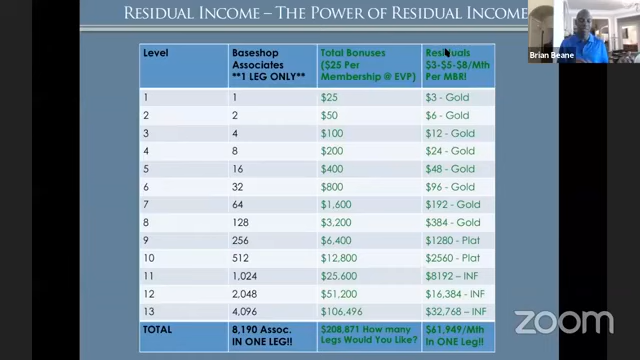 RESIDUAL INCOME – THE POWER OF RESIDUAL INCOME
Brian Beane
Level Baseshop Associates **1 LEG ONLY** Total Bonuses ($25 Per Membership @ EVP) Residuals $3-$5-$8/Mth Per MBR!
1 1 $25 $3 - Gold
2 2 $50 $6 - Gold
3 4 $100 $12 - Gold
4 8 $200 $24 - Gold
5 16 $400 $48 - Gold
6 32 $800 $96 - Gold
7 64 $1,600 $192 - Gold
8 128 $3,200 $384 - Gold
9 256 $6,400 $1280 - Plat
10 512 $12,800 $2560 - Plat
11 1,024 $25,600 $8192 – INF
12 2,048 $51,200 $16,384 - INF
13 4,096 $106,496 $32,768 – INF
TOTAL 8,190 Assoc. IN ONE LEG!! $208,871 How many Legs Would You Like? $61,949/Mth In ONE Leg!!
zoom